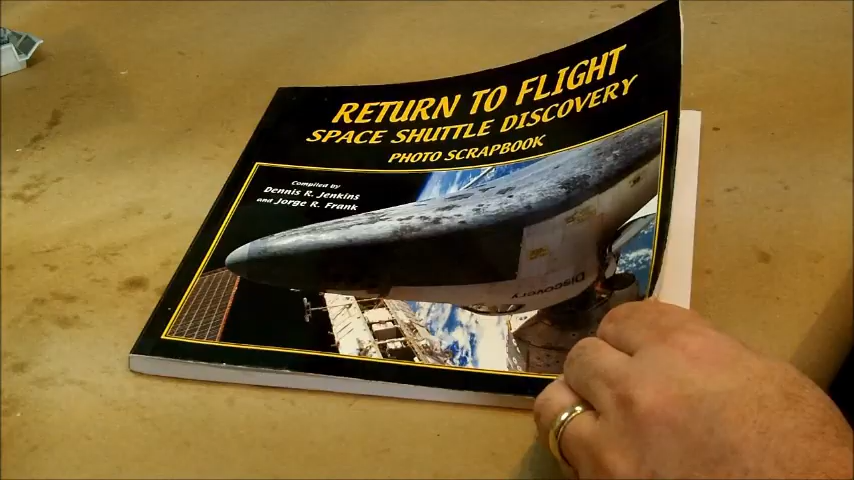 RETURN TO FLIGHT
SPACE SHUTTLE DISCOVERY
PHOTO SCRAPBOOK
Compiled by
Dennis R. Jenkins
and Jorge R. Frank
Discovery